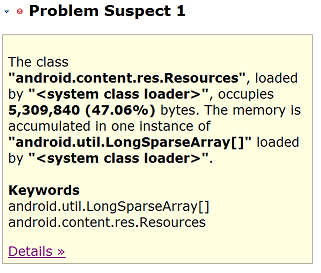 Problem Suspect 1
The class
"android.content.res.Resources", loaded
by "<system class loader>", occupies
5,309,840 (47.06%) bytes. The memory is
accumulated in one instance of
"android.util.LongSparseArray[]" loaded
by "<system class loader>".
Keywords
android.util.LongSparseArray[]
android.content.res.Resources
Details »